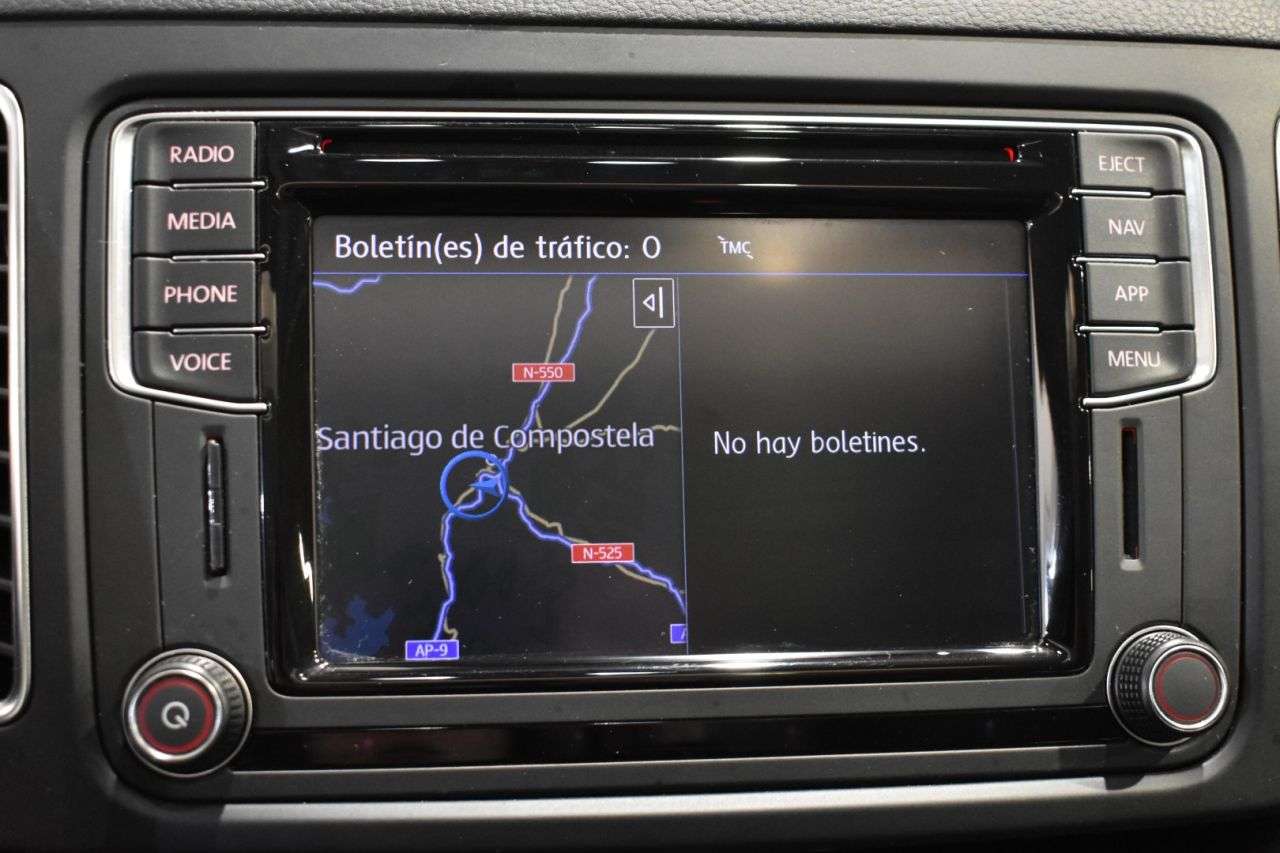 RADIO
MEDIA
PHONE
VOICE
EJECT
NAV
APP
MENU
Boletín(es) de tráfico: 0
TMC
N-550
Santiago de Compostela
No hay boletines.
N-525
AP-9
A